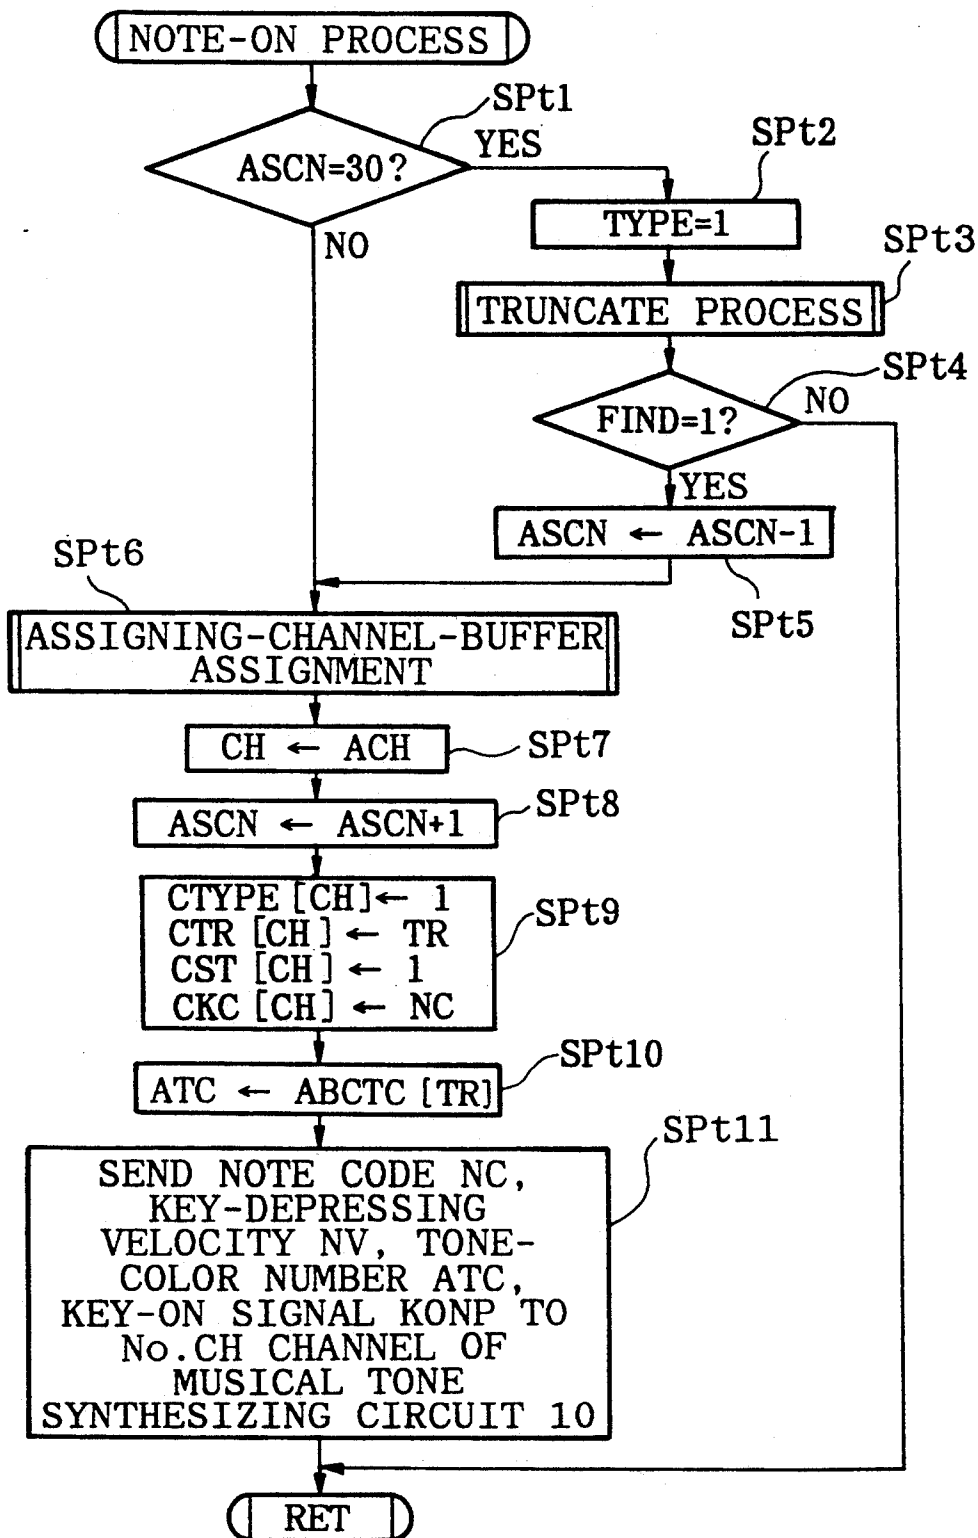 NOTE-ON PROCESS
SPt1
ASCN=30?
YES
NO
SPt2
TYPE=1
SPt3
TRUNCATE PROCESS
SPt4
FIND=1?
NO
YES
ASCN ← ASCN-1
SPt5
SPt6
ASSIGNING-CHANNEL-BUFFER
ASSIGNMENT
CH ← ACH
SPt7
ASCN ← ASCN+1
SPt8
CTYPE [CH] ← 1
CTR [CH] ← TR
CST [CH] ← 1
CKC [CH] ← NC
SPt9
ATC ← ABCTC [TR]
SPt10
SPt11
SEND NOTE CODE NC,
KEY-DEPRESSING
VELOCITY NV, TONE-
COLOR NUMBER ATC,
KEY-ON SIGNAL KONP TO
No.CH CHANNEL OF
MUSICAL TONE
SYNTHESIZING CIRCUIT 10
RET